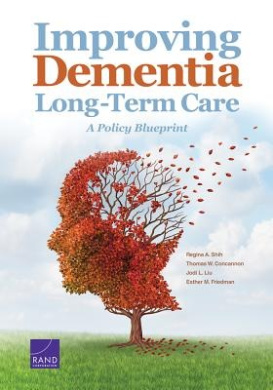 Improving
Dementia
Long-Term Care
A Policy Blueprint
Regina A. Shih
Thomas W. Concannon
Jodi L. Liu
Esther M. Friedman
RAND
CORPORATION